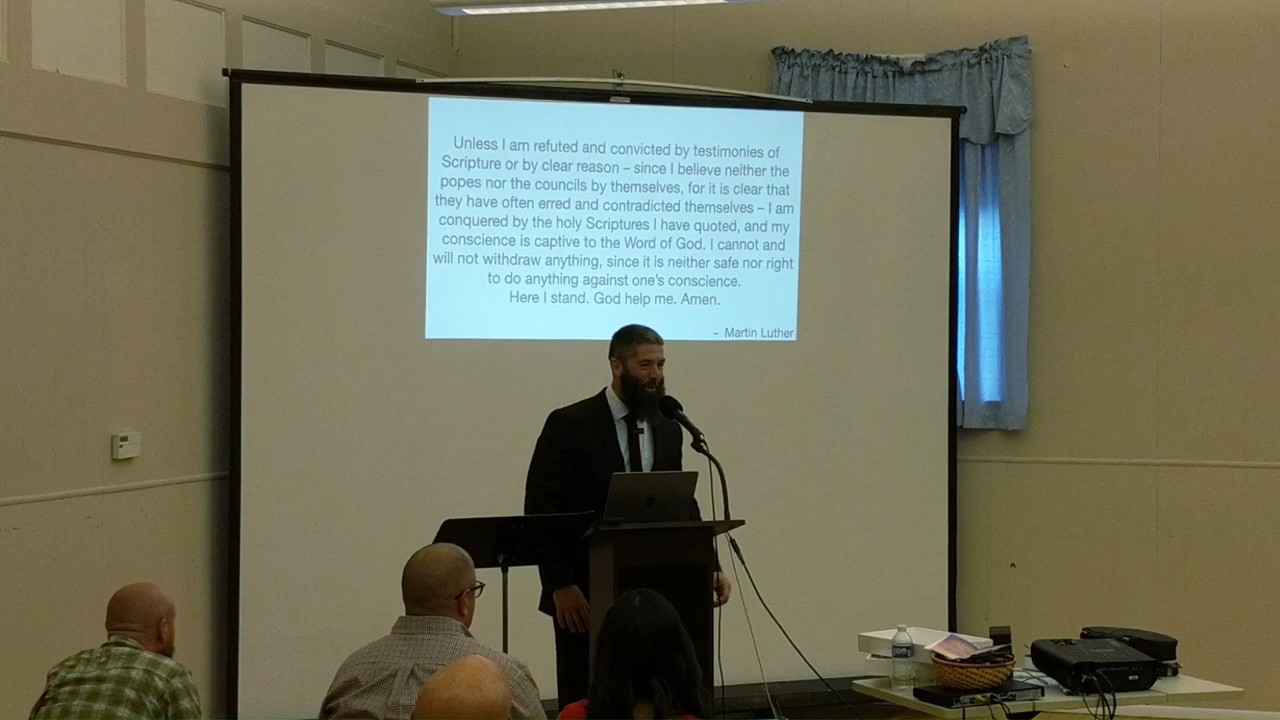 Unless I am refuted and convicted by testimonies of
Scripture or by clear reason – since I believe neither the
popes nor the councils by themselves, for it is clear that
they have often erred and contradicted themselves – I am
conquered by the holy Scriptures I have quoted, and my
conscience is captive to the Word of God. I cannot and
will not withdraw anything, since it is neither safe nor right
to do anything against one's conscience.
Here I stand. God help me. Amen.
– Martin Luther